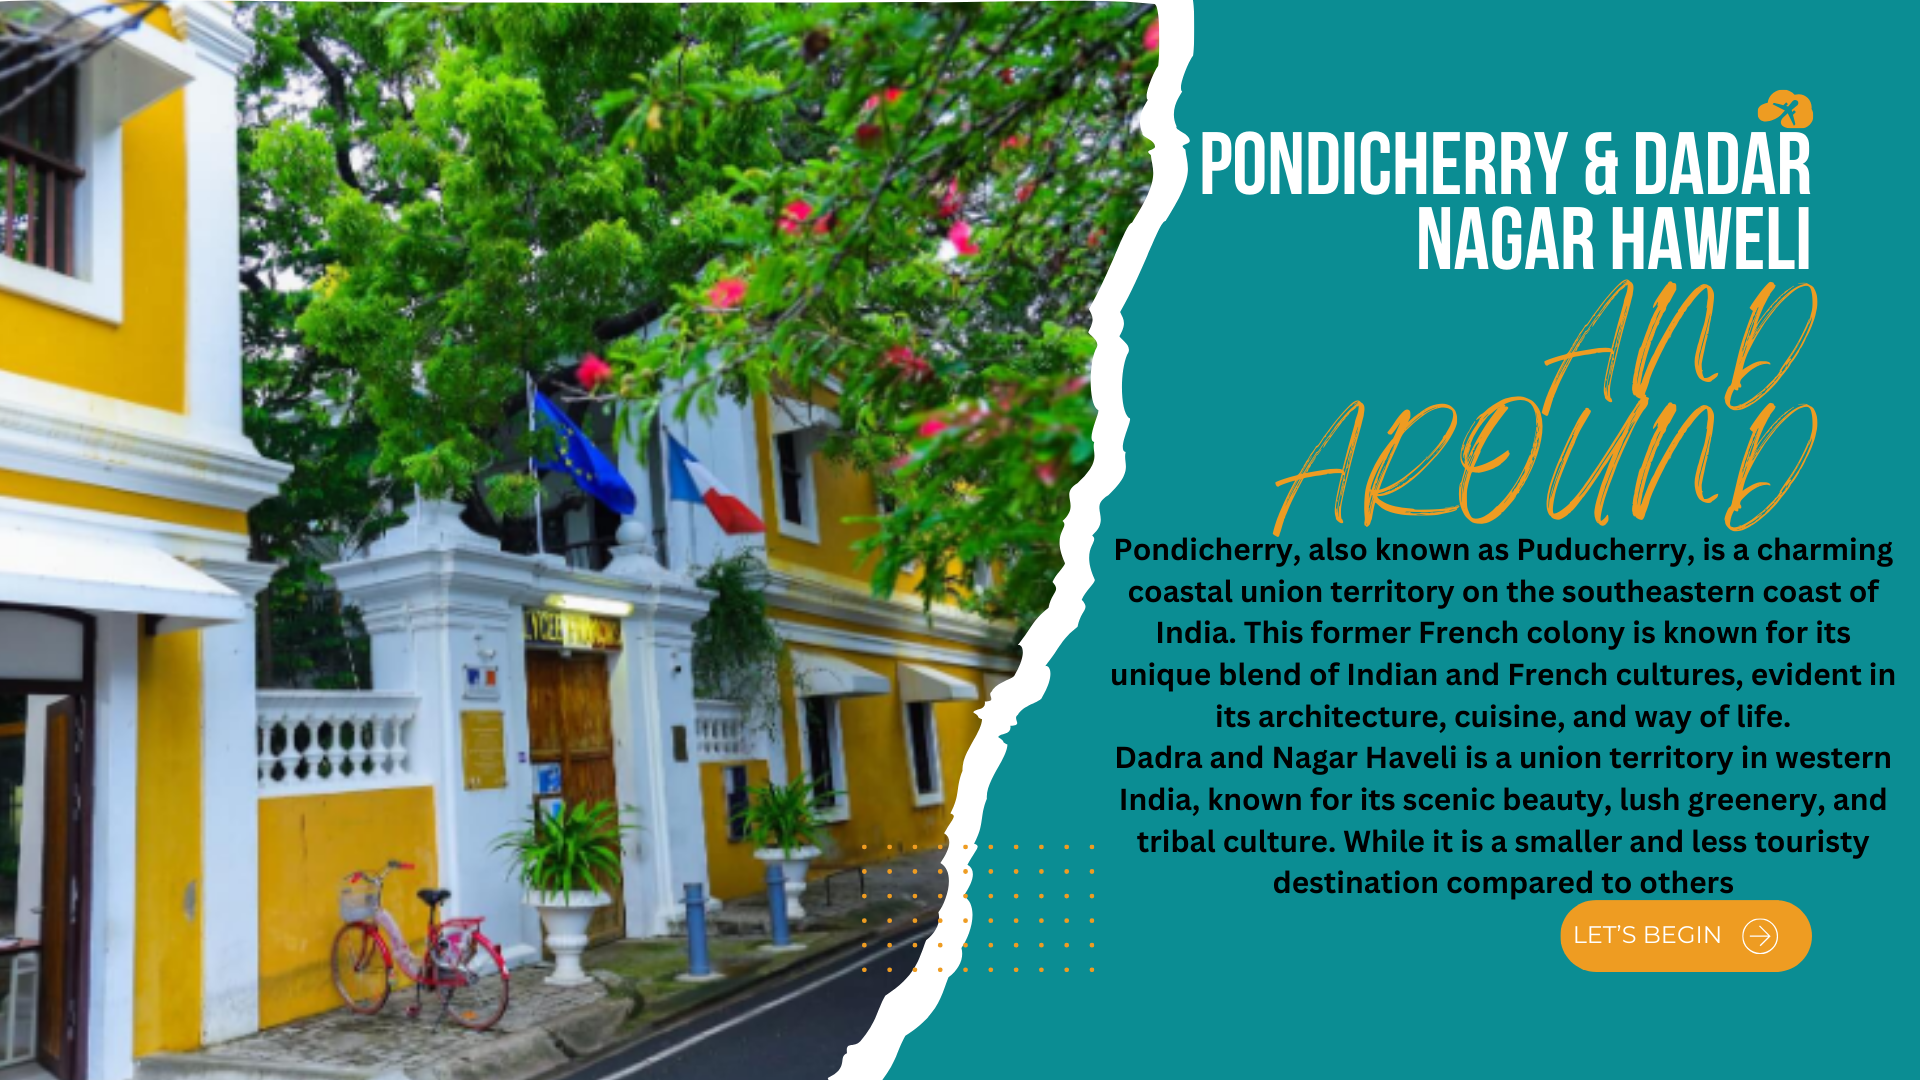 PONDICHERRY & DADAR
NAGAR HAWELI
AND
AROUND
Pondicherry, also known as Puducherry, is a charming
coastal union territory on the southeastern coast of
India. This former French colony is known for its
unique blend of Indian and French cultures, evident in
its architecture, cuisine, and way of life.
Dadra and Nagar Haveli is a union territory in western
India, known for its scenic beauty, lush greenery, and
tribal culture. While it is a smaller and less touristy
destination compared to others
LET'S BEGIN